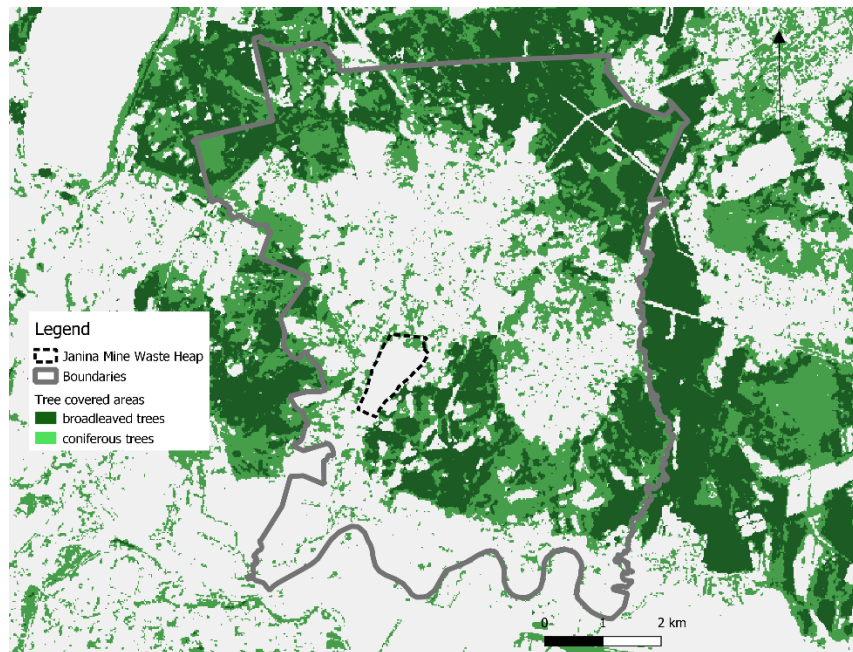 Legend
Janina Mine Waste Heap
Boundaries
Tree covered areas
broadleaved trees
coniferous trees
0 1 2 km